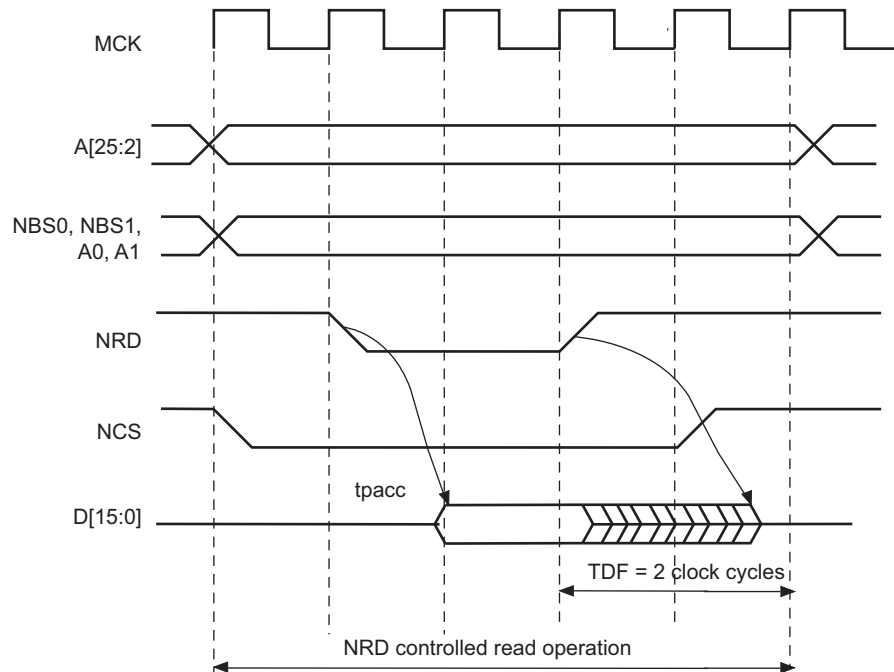 MCK
A[25:2]
NBS0, NBS1,
A0, A1
NRD
NCS
tpacc
D[15:0]
TDF = 2 clock cycles
NRD controlled read operation